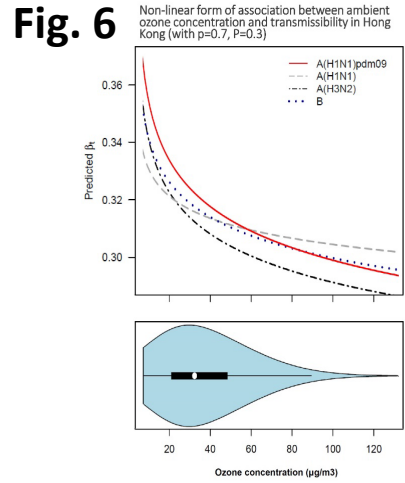 Fig. 6
Non-linear form of association between ambient
ozone concentration and transmissibility in Hong
Kong (with p=0.7, P=0.3)
A(H1N1)pdm09
A(H1N1)
A(H3N2)
B
Predicted βt
0.36
0.34
0.32
0.30
20 40 60 80 100 120
Ozone concentration (μg/m3)